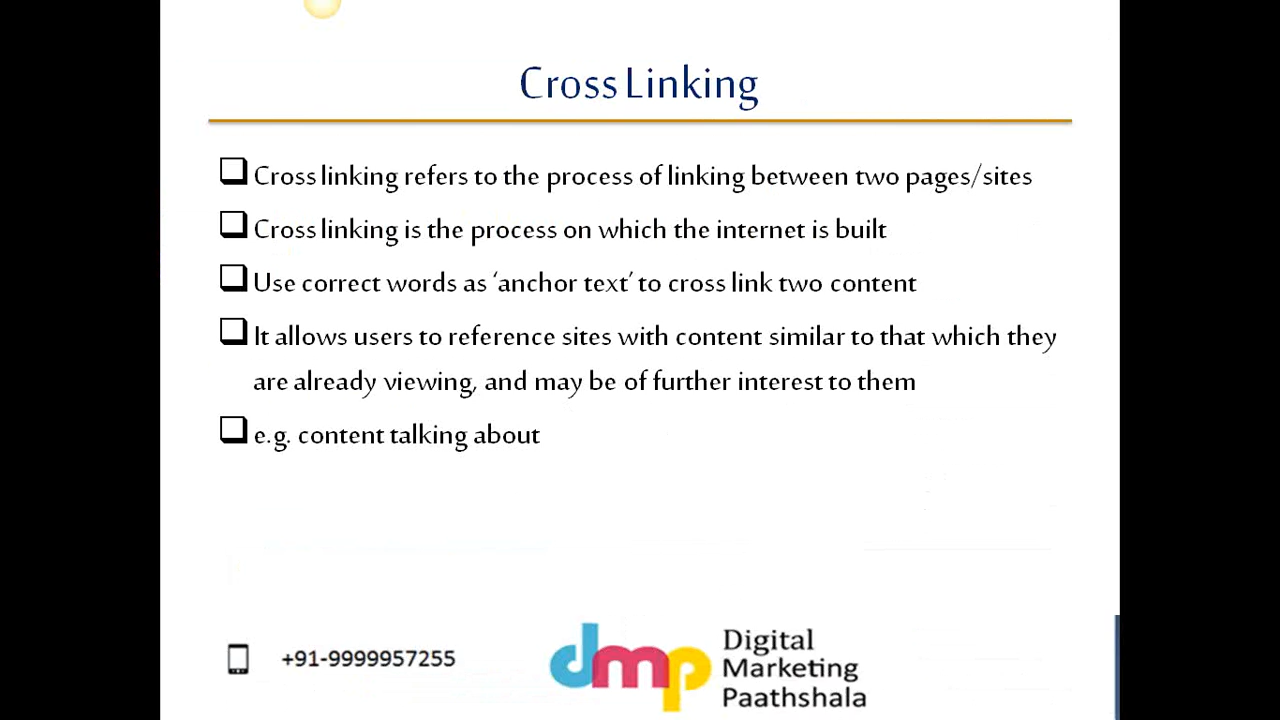 Cross Linking
Cross linking refers to the process of linking between two pages/sites
Cross linking is the process on which the internet is built
Use correct words as ‘anchor text’ to cross link two content
It allows users to reference sites with content similar to that which they
are already viewing, and may be of further interest to them
e.g. content talking about
+91-9999957255
dmp
Digital
Marketing
Paathshala